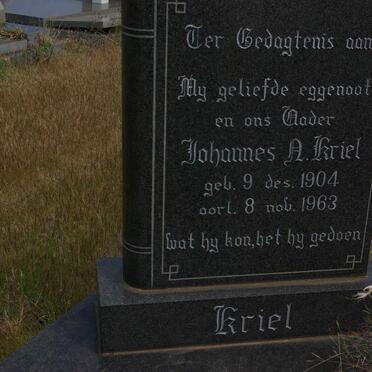 Ter Gedagtenis aan
My geliefde eggenoot
en ons Vader
Johannes N. Kriel
geb. 9 des. 1904
oorl. 8 nov. 1963
wat hy kon, het hy gedoen
Kriel